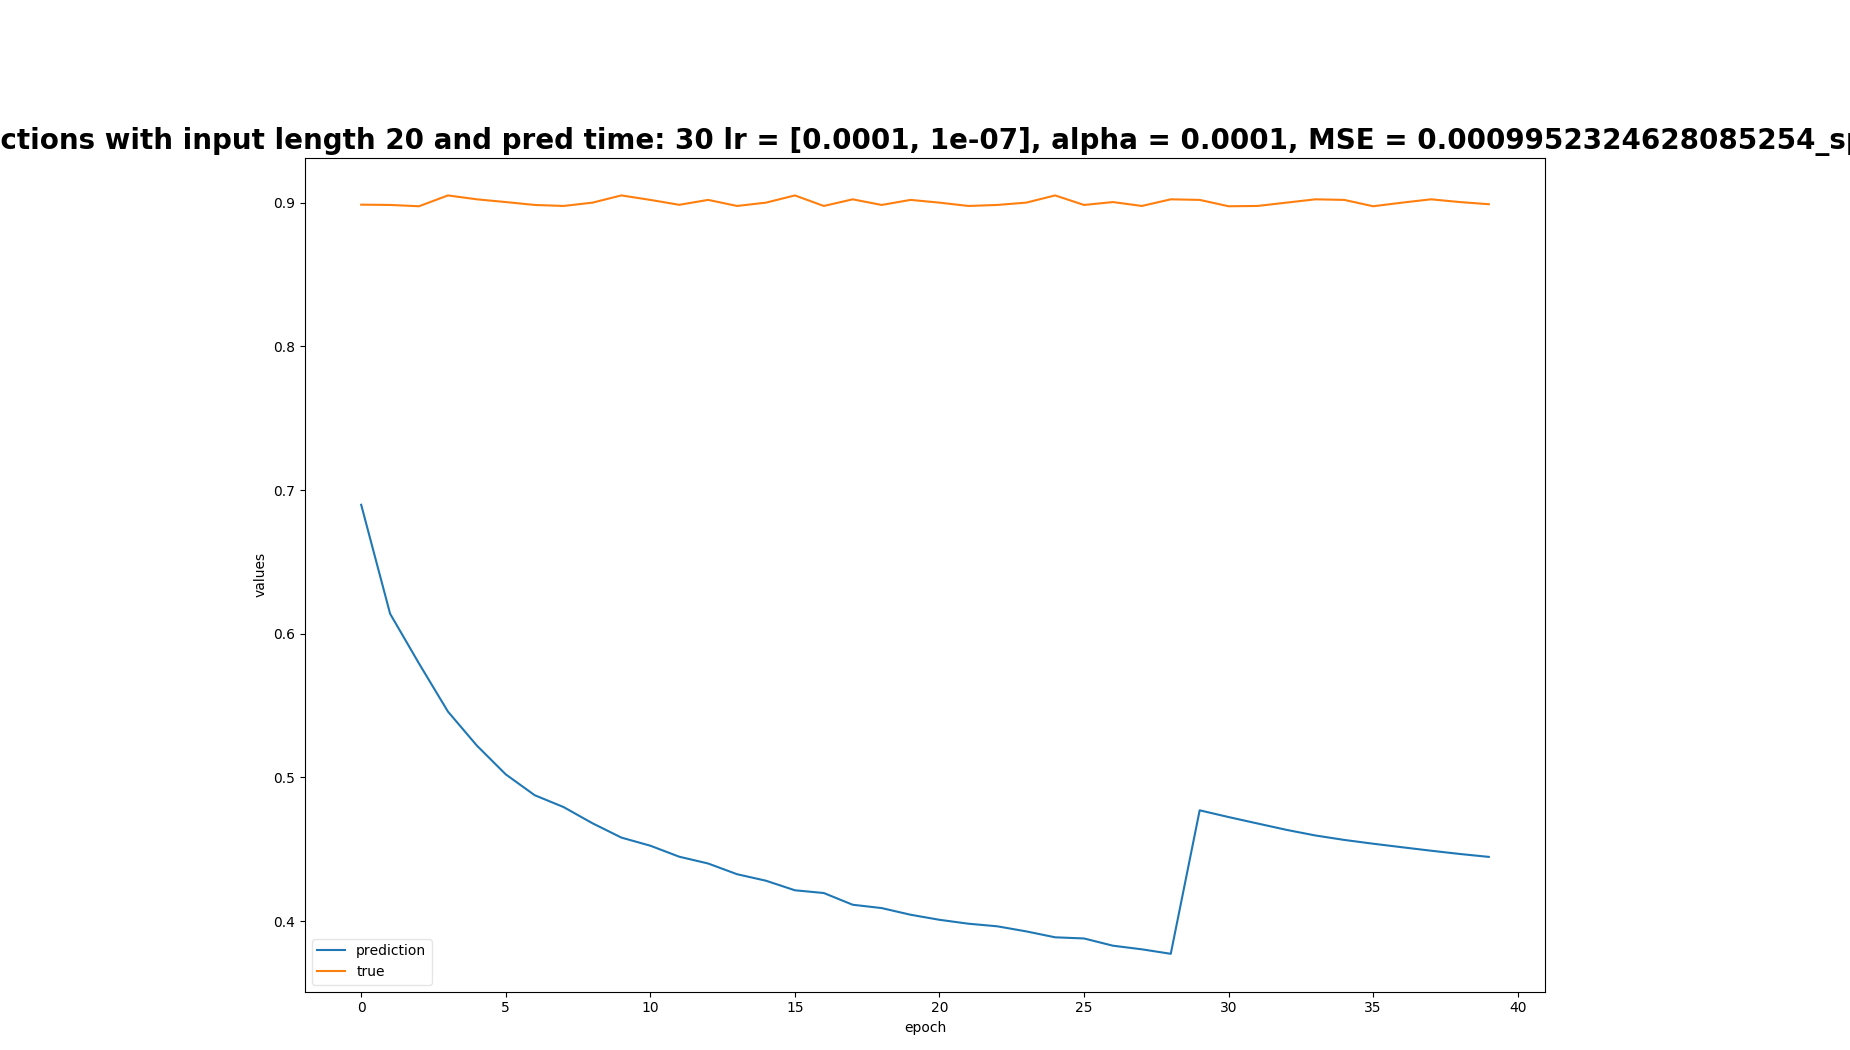 ctions with input length 20 and pred time: 30 lr = [0.0001, 1e-07], alpha = 0.0001, MSE = 0.0009952324628085254_sp
0.9
0.8
0.7
0.6
0.5
0.4
values
prediction
true
0 5 10 15 20 25 30 35 40
epoch